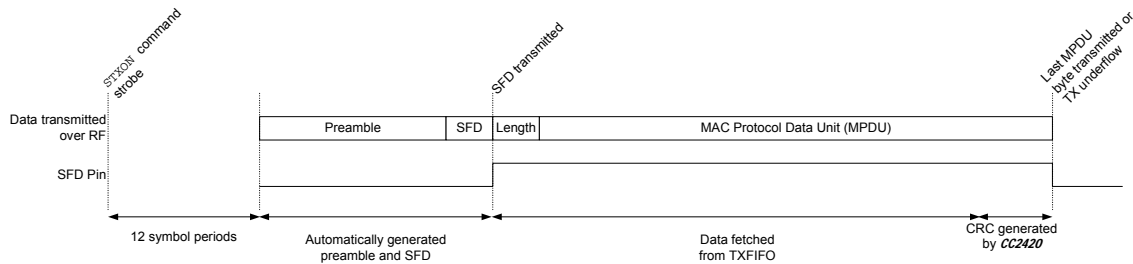 STXON command
strobe
SFD transmitted
Last MPDU
byte transmitted or
TX underflow
Data transmitted
over RF
Preamble
SFD
Length
MAC Protocol Data Unit (MPDU)
SFD Pin
12 symbol periods
Automatically generated
preamble and SFD
Data fetched
from TXFIFO
CRC generated
by CC2420